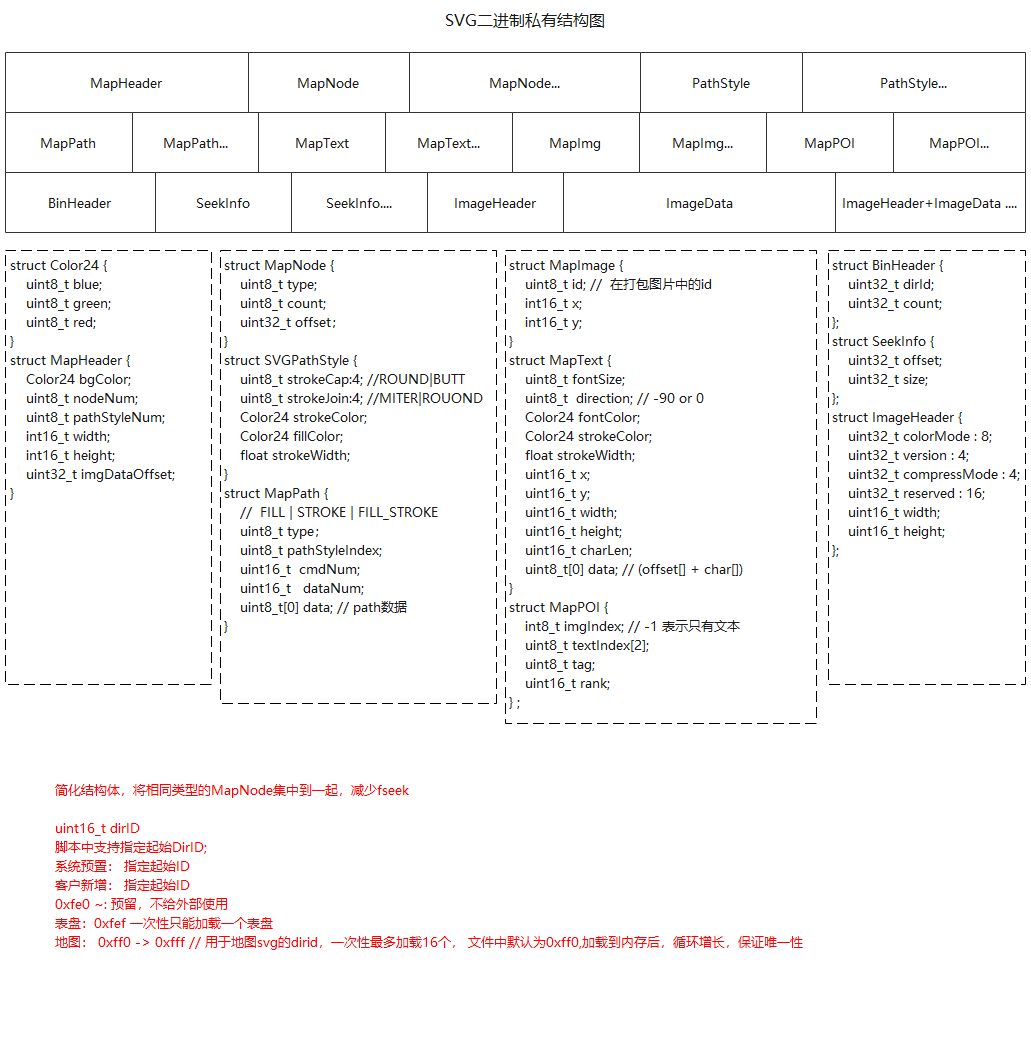 SVG二进制私有结构图
MapHeader MapNode MapNode... PathStyle PathStyle...
MapPath MapPath... MapText MapText... MapImg MapImg... MapPOI MapPOI...
BinHeader SeekInfo SeekInfo.... ImageHeader ImageData ImageHeader+ImageData ....
struct Color24 {
uint8_t blue;
uint8_t green;
uint8_t red;
}
struct MapHeader {
Color24 bgColor;
uint8_t nodeNum;
uint8_t pathStyleNum;
int16_t width;
int16_t height;
uint32_t imgDataOffset;
}
struct MapNode {
uint8_t type;
uint8_t count;
uint32_t offset;
}
struct SVGPathStyle {
uint8_t strokeCap:4; //ROUND|BUTT
uint8_t strokeJoin:4; //MITER|ROUOND
Color24 strokeColor;
Color24 fillColor;
float strokeWidth;
}
struct MapPath {
// FILL | STROKE | FILL_STROKE
uint8_t type;
uint8_t pathStyleIndex;
uint16_t cmdNum;
uint16_t dataNum;
uint8_t[0] data; // path数据
}
struct MapImage {
uint8_t id; // 在打包图片中的id
int16_t x;
int16_t y;
}
struct MapText {
uint8_t fontSize;
uint8_t direction; // -90 or 0
Color24 fontColor;
Color24 strokeColor;
float strokeWidth;
uint16_t x;
uint16_t y;
uint16_t width;
uint16_t height;
uint16_t charLen;
uint8_t[0] data; // (offset[] + char[])
}
struct MapPOI {
int8_t imgIndex; // -1 表示只有文本
uint8_t textIndex[2];
uint8_t tag;
uint16_t rank;
} ;
struct BinHeader {
uint32_t dirId;
uint32_t count;
};
struct SeekInfo {
uint32_t offset;
uint32_t size;
};
struct ImageHeader {
uint32_t colorMode : 8;
uint32_t version : 4;
uint32_t compressMode : 4;
uint32_t reserved : 16;
uint16_t width;
uint16_t height;
};
简化结构体，将相同类型的MapNode集中到一起，减少fseek
uint16_t dirID
脚本中支持指定起始DirID;
系统预置： 指定起始ID
客户新增： 指定起始ID
0xfe0 ~: 预留，不给外部使用
表盘：0xfef 一次性只能加载一个表盘
地图： 0xff0 -> 0xfff // 用于地图svg的dirid，一次性最多加载16个， 文件中默认为0xff0,加载到内存后，循环增长，保证唯一性